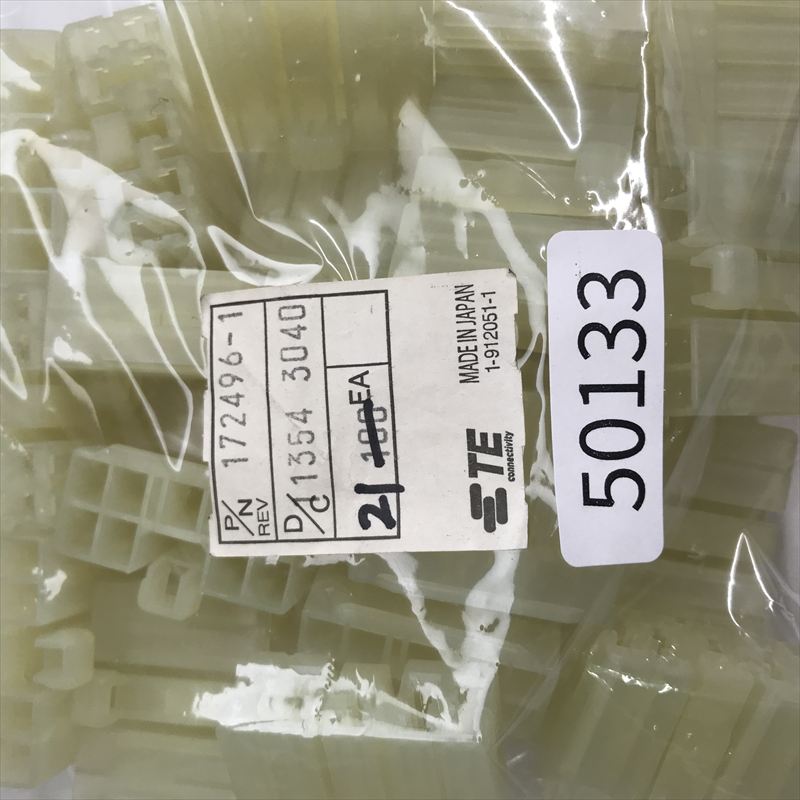 P/N 172496-1
REV
D/C 1354 3040
21 100 EA
MADE IN JAPAN
1-912051-1
TE
connectivity
50133